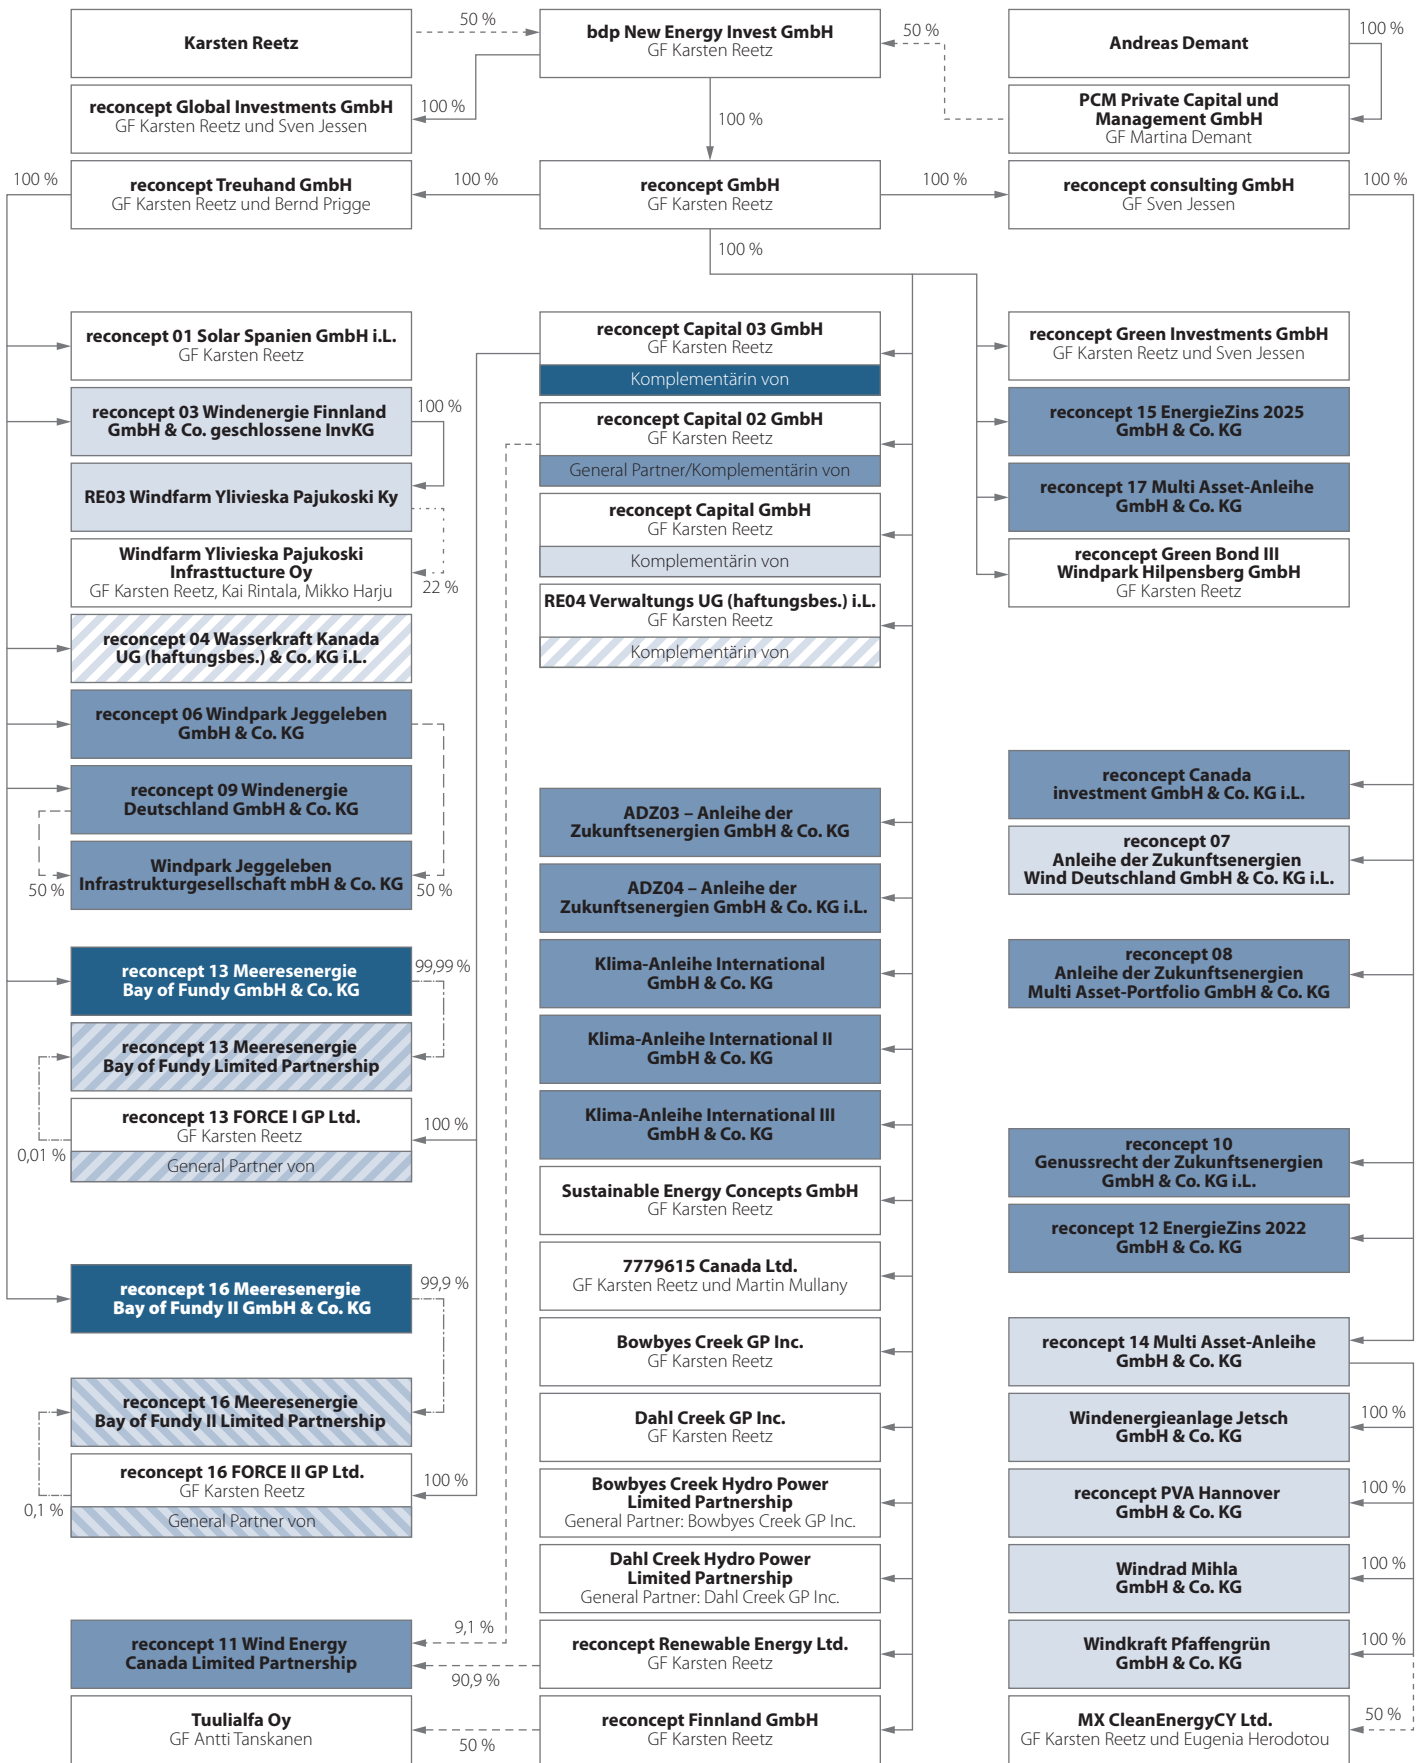 Karsten Reetz
50 %
bdp New Energy Invest GmbH
GF Karsten Reetz
50 %
Andreas Demant
100 %
reconcept Global Investments GmbH
GF Karsten Reetz und Sven Jessen
100 %
100 %
PCM Private Capital und
Management GmbH
GF Martina Demant
100 %
reconcept Treuhand GmbH
GF Karsten Reetz und Bernd Prigge
100 %
reconcept GmbH
GF Karsten Reetz
100 %
reconcept consulting GmbH
GF Sven Jessen
100 %
100 %
reconcept 01 Solar Spanien GmbH i.L.
GF Karsten Reetz
reconcept 03 Windenergie Finnland
GmbH & Co. geschlossene InvKG
100 %
RE03 Windfarm Ylivieska Pajukoski Ky
Windfarm Ylivieska Pajukoski
Infrasttucture Oy
GF Karsten Reetz, Kai Rintala, Mikko Harju
22 %
reconcept 04 Wasserkraft Kanada
UG (haftungsbes.) & Co. KG i.L.
reconcept 06 Windpark Jeggeleben
GmbH & Co. KG
reconcept 09 Windenergie
Deutschland GmbH & Co. KG
Windpark Jeggeleben
Infrastrukturgesellschaft mbH & Co. KG
50 %
50 %
reconcept 13 Meeresenergie
Bay of Fundy GmbH & Co. KG
99,99 %
reconcept 13 Meeresenergie
Bay of Fundy Limited Partnership
reconcept 13 FORCE I GP Ltd.
GF Karsten Reetz
General Partner von
0,01 %
100 %
reconcept 16 Meeresenergie
Bay of Fundy II GmbH & Co. KG
99,9 %
reconcept 16 Meeresenergie
Bay of Fundy II Limited Partnership
reconcept 16 FORCE II GP Ltd.
GF Karsten Reetz
General Partner von
0,1 %
100 %
reconcept 11 Wind Energy
Canada Limited Partnership
9,1 %
90,9 %
Tuulialfa Oy
GF Antti Tanskanen
50 %
reconcept Capital 03 GmbH
GF Karsten Reetz
Komplementärin von
reconcept Capital 02 GmbH
GF Karsten Reetz
General Partner/Komplementärin von
reconcept Capital GmbH
GF Karsten Reetz
Komplementärin von
RE04 Verwaltungs UG (haftungsbes.) i.L.
GF Karsten Reetz
Komplementärin von
ADZ03 – Anleihe der
Zukunftsenergien GmbH & Co. KG
ADZ04 – Anleihe der
Zukunftsenergien GmbH & Co. KG i.L.
Klima-Anleihe International
GmbH & Co. KG
Klima-Anleihe International II
GmbH & Co. KG
Klima-Anleihe International III
GmbH & Co. KG
Sustainable Energy Concepts GmbH
GF Karsten Reetz
7779615 Canada Ltd.
GF Karsten Reetz und Martin Mullany
Bowbyes Creek GP Inc.
GF Karsten Reetz
Dahl Creek GP Inc.
GF Karsten Reetz
Bowbyes Creek Hydro Power
Limited Partnership
General Partner: Bowbyes Creek GP Inc.
Dahl Creek Hydro Power
Limited Partnership
General Partner: Dahl Creek GP Inc.
reconcept Renewable Energy Ltd.
GF Karsten Reetz
reconcept Finnland GmbH
GF Karsten Reetz
reconcept Green Investments GmbH
GF Karsten Reetz und Sven Jessen
reconcept 15 EnergieZins 2025
GmbH & Co. KG
reconcept 17 Multi Asset-Anleihe
GmbH & Co. KG
reconcept Green Bond III
Windpark Hilpensberg GmbH
GF Karsten Reetz
reconcept Canada
investment GmbH & Co. KG i.L.
reconcept 07
Anleihe der Zukunftsenergien
Wind Deutschland GmbH & Co. KG i.L.
reconcept 08
Anleihe der Zukunftsenergien
Multi Asset-Portfolio GmbH & Co. KG
reconcept 10
Genussrecht der Zukunftsenergien
GmbH & Co. KG i.L.
reconcept 12 EnergieZins 2022
GmbH & Co. KG
reconcept 14 Multi Asset-Anleihe
GmbH & Co. KG
Windenergieanlage Jetsch
GmbH & Co. KG
100 %
reconcept PVA Hannover
GmbH & Co. KG
100 %
Windrad Mihla
GmbH & Co. KG
100 %
Windkraft Pfaffengrün
GmbH & Co. KG
100 %
MX CleanEnergyCY Ltd.
GF Karsten Reetz und Eugenia Herodotou
50 %